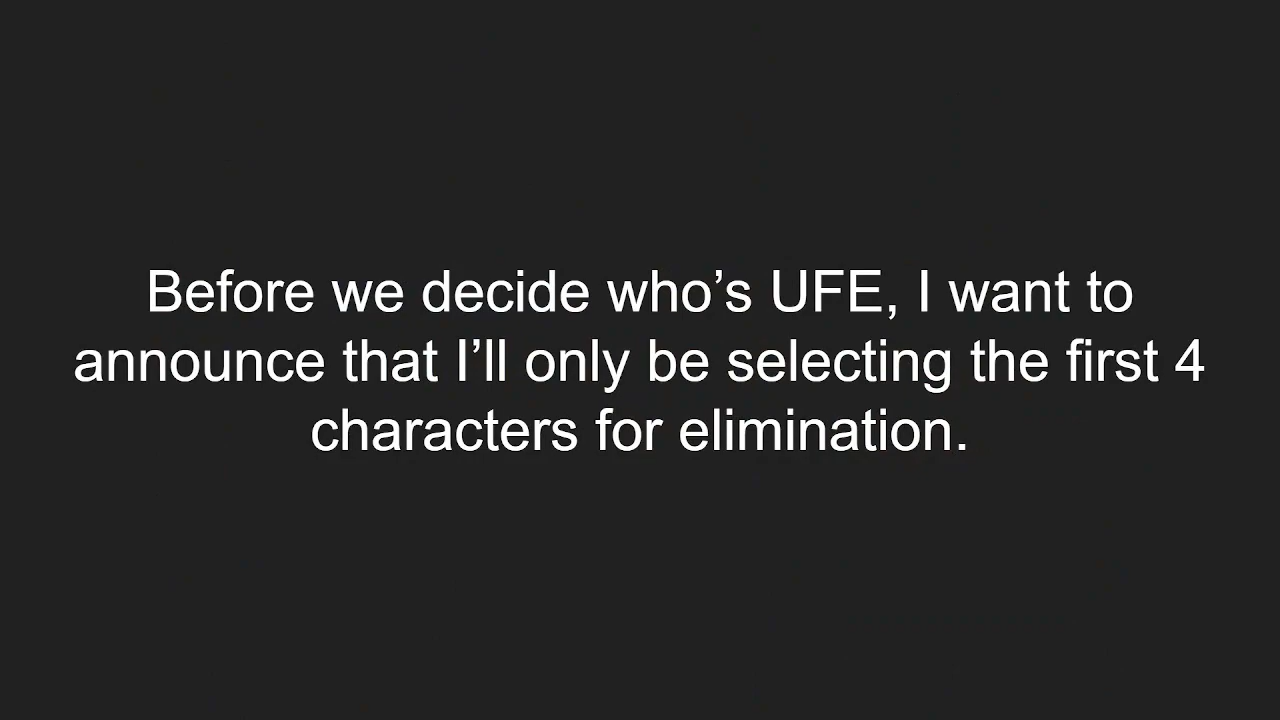 Before we decide who’s UFE, I want to
announce that I’ll only be selecting the first 4
characters for elimination.